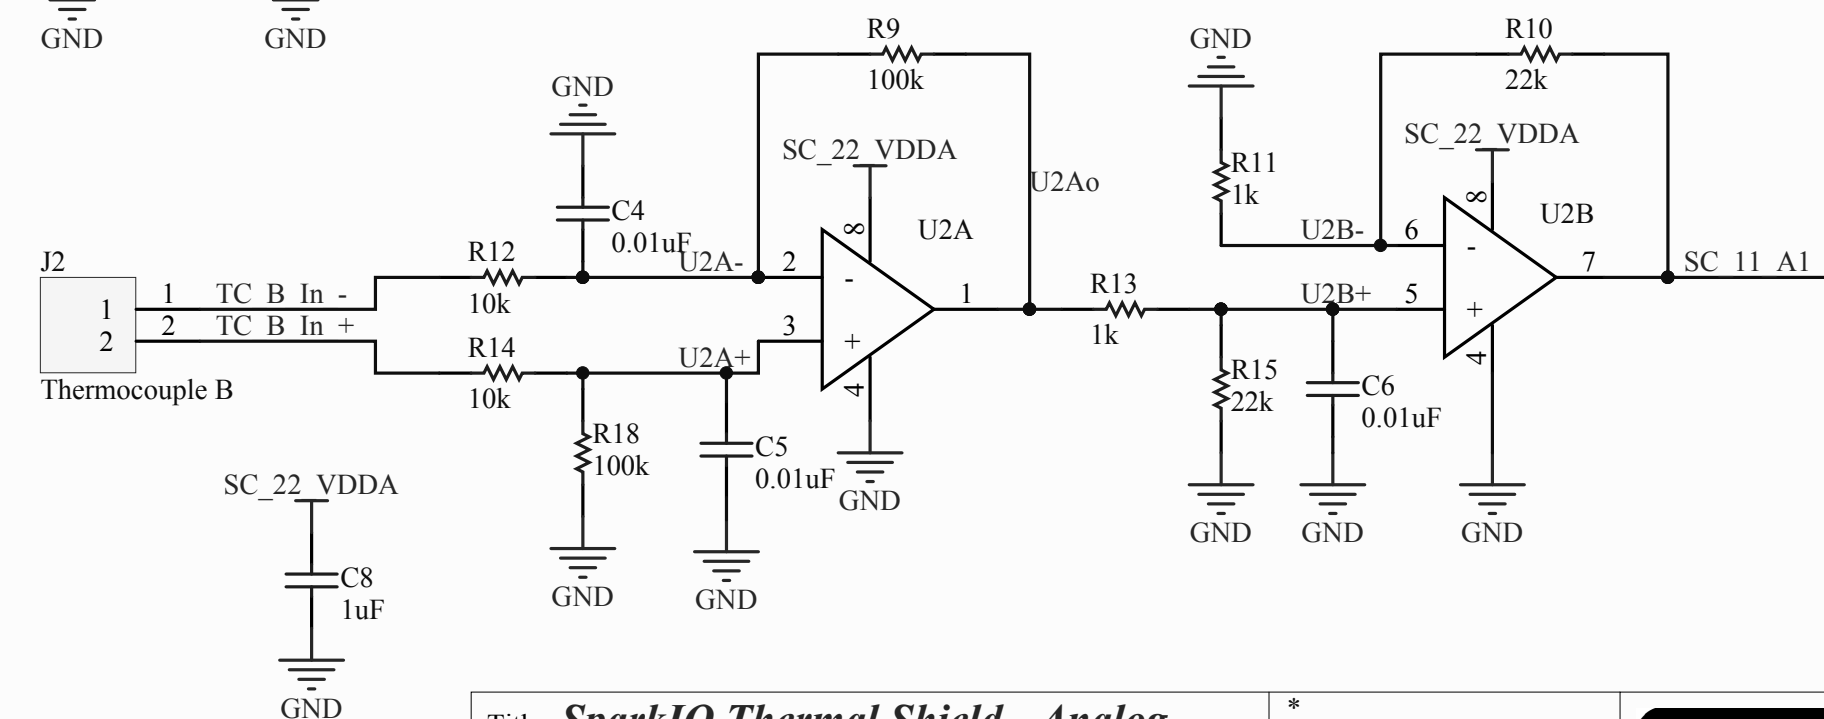 GND
GND
R9
100k
GND
R10
22k
GND
SC_22_VDDA
SC_22_VDDA
R11
1k
U2Ao
C4
0.01uF
8
U2A
8
U2B
J2
R12
10k
U2A-
2
-
U2B-
6
-
7
SC_11_A1
1
1
TC_B_In_-
2
2
TC_B_In_+
Thermocouple B
R14
10k
U2A+
3
+
1
4
R13
1k
U2B+
5
+
4
R15
22k
C6
0.01uF
R18
100k
C5
0.01uF
GND
GND
GND
GND
SC_22_VDDA
C8
1uF
GND
GND
GND
*
Title
SparkIO Thermal Shield - Analog